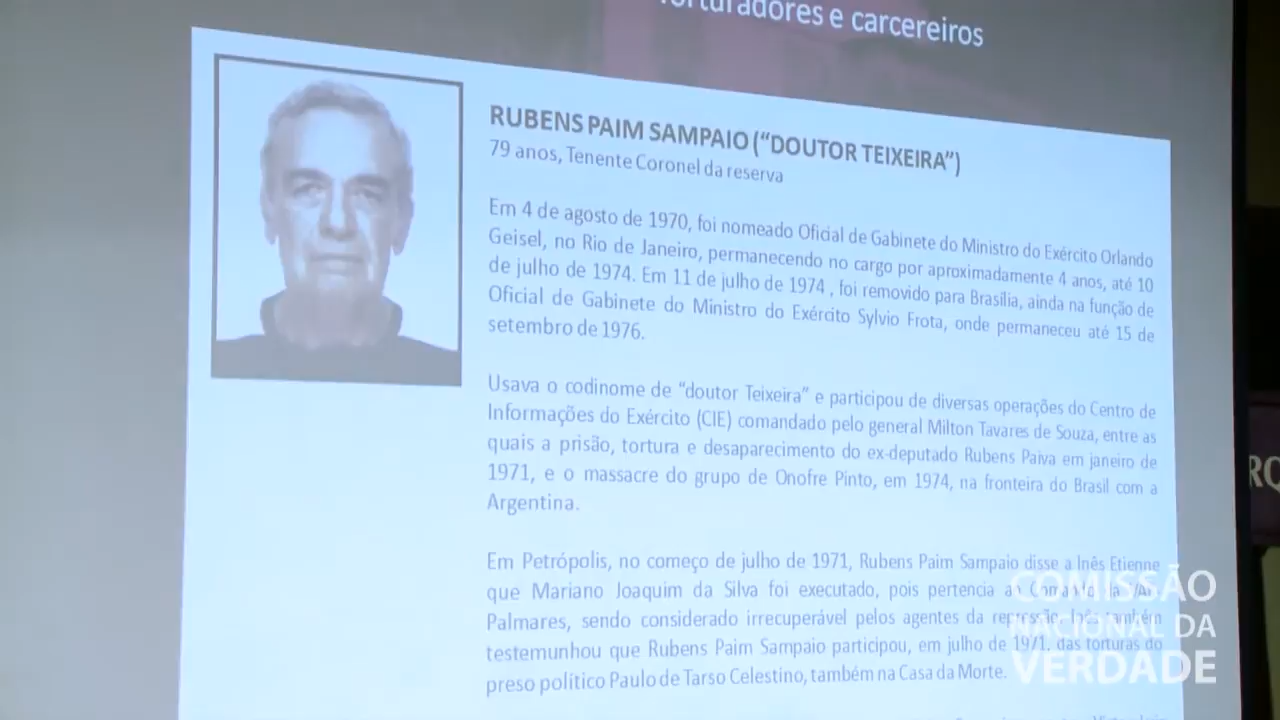 Torturadores e carcereiros
RUBENS PAIM SAMPAIO (“DOUTOR TEIXEIRA”)
79 anos, Tenente Coronel da reserva
Em 4 de agosto de 1970, foi nomeado Oficial de Gabinete do Ministro do Exército Orlando
Geisel, no Rio de Janeiro, permanecendo no cargo por aproximadamente 4 anos, até 10
de julho de 1974. Em 11 de julho de 1974 , foi removido para Brasília, ainda na função de
Oficial de Gabinete do Ministro do Exército Sylvio Frota, onde permaneceu até 15 de
setembro de 1976.
Usava o codinome de “doutor Teixeira” e participou de diversas operações do Centro de
Informações do Exército (CIE) comandado pelo general Milton Tavares de Souza, entre as
quais a prisão, tortura e desaparecimento do ex-deputado Rubens Paiva em janeiro de
1971, e o massacre do grupo de Onofre Pinto, em 1974, na fronteira do Brasil com a
Argentina.
Em Petrópolis, no começo de julho de 1971, Rubens Paim Sampaio disse a Inês Etienne
que Mariano Joaquim da Silva foi executado, pois pertencia ao
Palmares, sendo considerado irrecuperável pelos agentes da repressão. Inês também
testemunhou que Rubens Paim Sampaio participou, em julho de 1971, das torturas do
preso político Paulo de Tarso Celestino, também na Casa da Morte.
COMISSÃO
NACIONAL DA
VERDADE